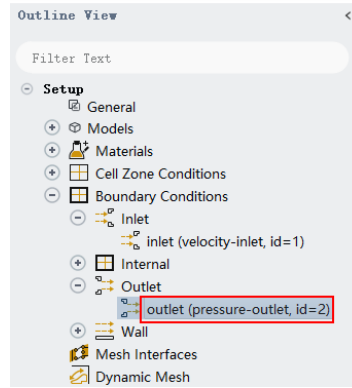 Outline View
Filter Text
Setup
General
Models
Materials
Cell Zone Conditions
Boundary Conditions
Inlet
inlet (velocity-inlet, id=1)
Internal
Outlet
outlet (pressure-outlet, id=2)
Wall
Mesh Interfaces
Dynamic Mesh